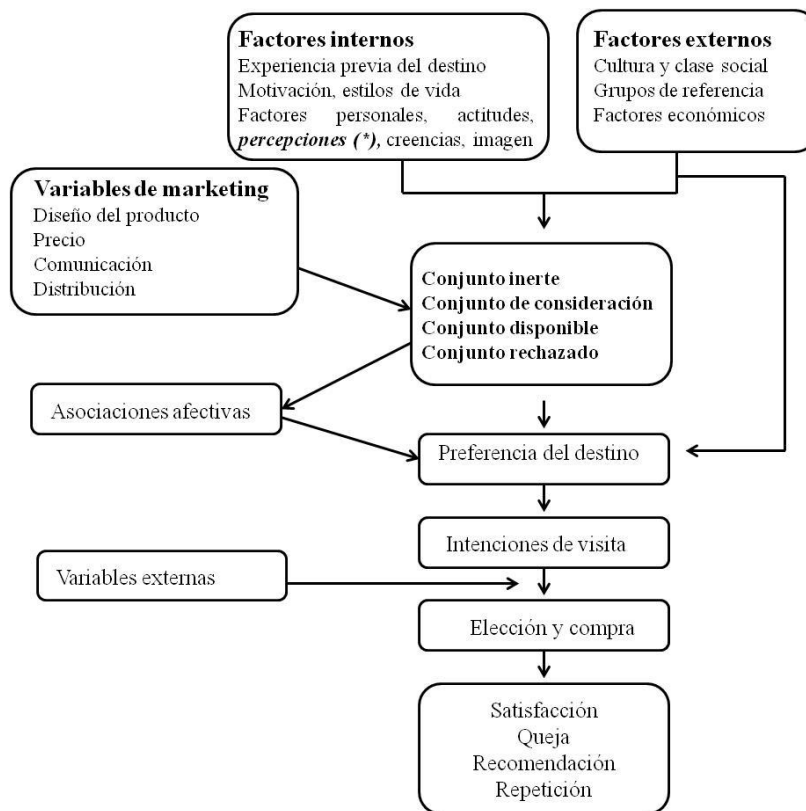 Factores internos
Experiencia previa del destino
Motivación, estilos de vida
Factores personales, actitudes,
percepciones (*), creencias, imagen
Factores externos
Cultura y clase social
Grupos de referencia
Factores económicos
Variables de marketing
Diseño del producto
Precio
Comunicación
Distribución
Conjunto inerte
Conjunto de consideración
Conjunto disponible
Conjunto rechazado
Asociaciones afectivas
Preferencia del destino
Intenciones de visita
Variables externas
Elección y compra
Satisfacción
Queja
Recomendación
Repetición